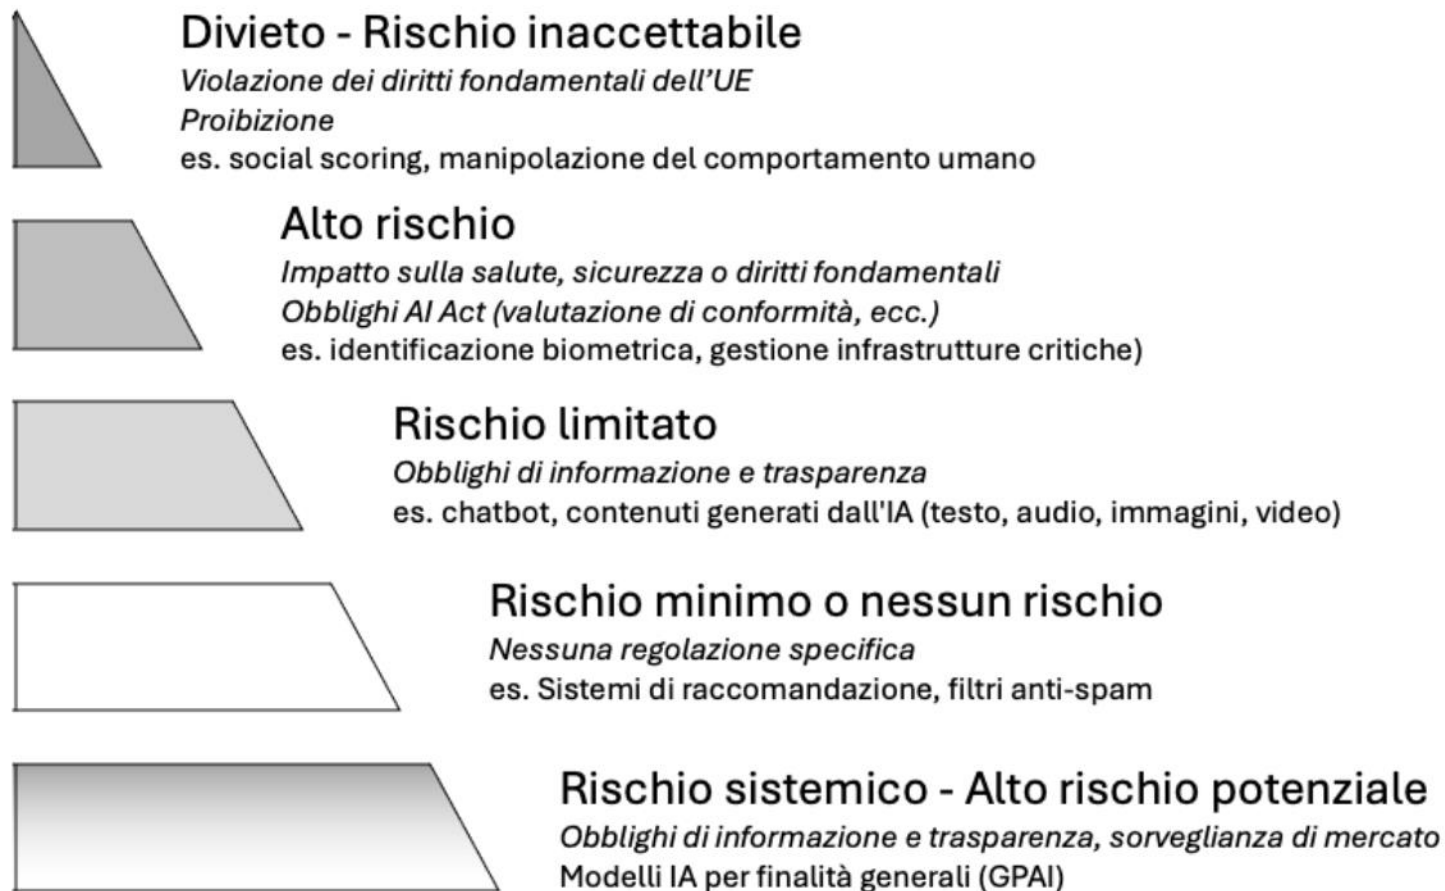 Divieto - Rischio inaccettabile
Violazione dei diritti fondamentali dell’UE
Proibizione
es. social scoring, manipolazione del comportamento umano
Alto rischio
Impatto sulla salute, sicurezza o diritti fondamentali
Obblighi AI Act (valutazione di conformità, ecc.)
es. identificazione biometrica, gestione infrastrutture critiche)
Rischio limitato
Obblighi di informazione e trasparenza
es. chatbot, contenuti generati dall'IA (testo, audio, immagini, video)
Rischio minimo o nessun rischio
Nessuna regolazione specifica
es. Sistemi di raccomandazione, filtri anti-spam
Rischio sistemico - Alto rischio potenziale
Obblighi di informazione e trasparenza, sorveglianza di mercato
Modelli IA per finalità generali (GPAI)